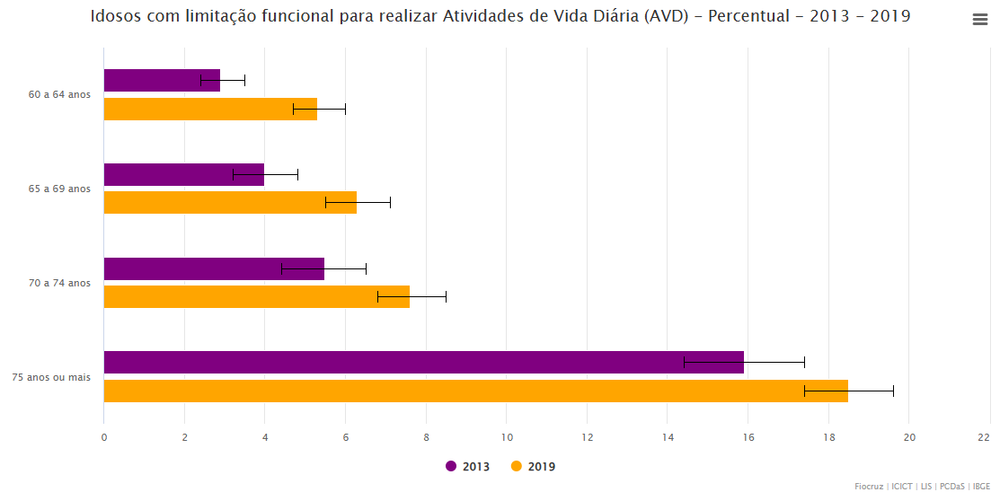 Idosos com limitação funcional para realizar Atividades de Vida Diária (AVD) - Percentual - 2013 - 2019
60 a 64 anos
65 a 69 anos
70 a 74 anos
75 anos ou mais
0 2 4 6 8 10 12 14 16 18 20 22
2013 2019
Fiocruz | ICICT | LIS | PCDaS | IBGE